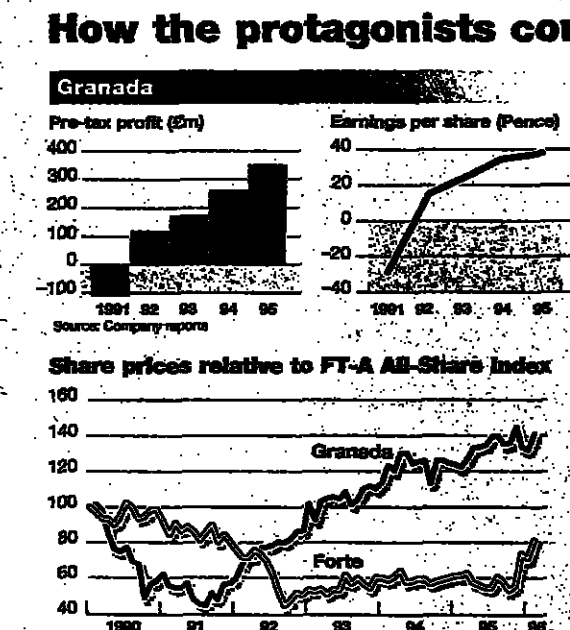 How the protagonists
Granada
Pre-tax profit (£m)
400
300
200
100
0
-100
1991 92 93 94 95
Source: Company reports
Earnings per share (Pence)
40
20
0
-20
-40
1991 92 93 94 95
Share prices relative to FT-A All-Share Index
160
140
120
100
80
60
40
Granada
Forte
1990 91 92 93 94 95 96